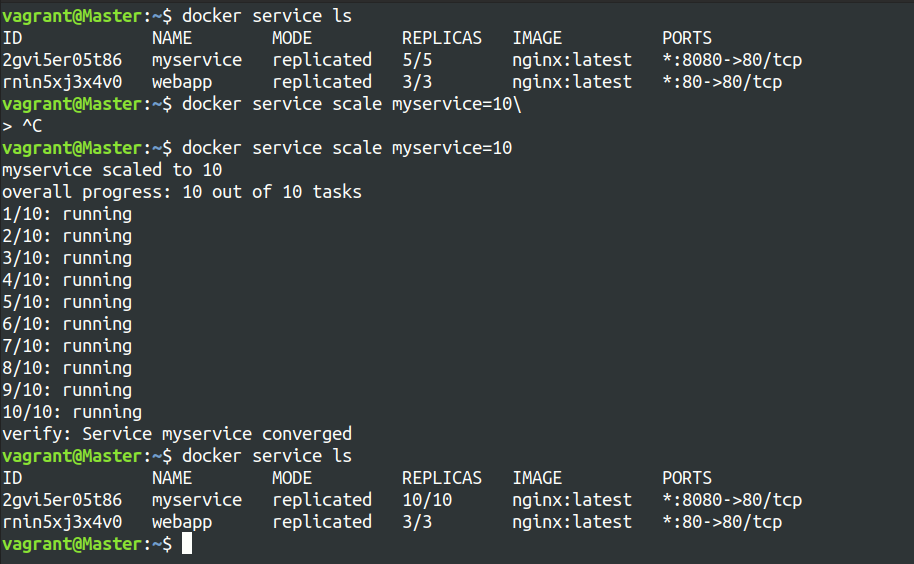 vagrant@Master:~$ docker service ls
ID             NAME        MODE         REPLICAS   IMAGE          PORTS
2gvi5er05t86   myservice   replicated   5/5        nginx:latest   *:8080->80/tcp
rnin5xj3x4v0   webapp      replicated   3/3        nginx:latest   *:80->80/tcp
vagrant@Master:~$ docker service scale myservice=10\
> ^C
vagrant@Master:~$ docker service scale myservice=10
myservice scaled to 10
overall progress: 10 out of 10 tasks
1/10: running
2/10: running
3/10: running
4/10: running
5/10: running
6/10: running
7/10: running
8/10: running
9/10: running
10/10: running
verify: Service myservice converged
vagrant@Master:~$ docker service ls
ID             NAME        MODE         REPLICAS   IMAGE          PORTS
2gvi5er05t86   myservice   replicated   10/10      nginx:latest   *:8080->80/tcp
rnin5xj3x4v0   webapp      replicated   3/3        nginx:latest   *:80->80/tcp
vagrant@Master:~$